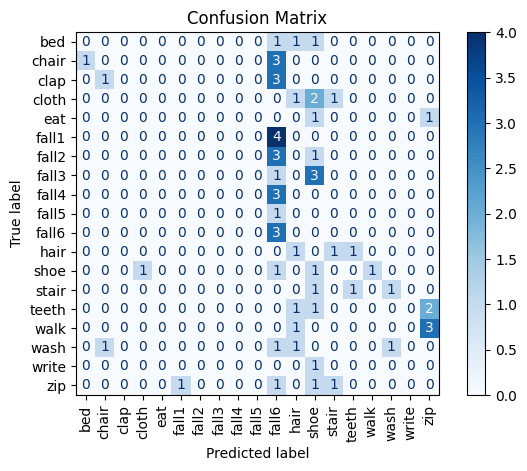 Confusion Matrix
True label
bed 0 0 0 0 0 0 0 0 0 0 1 1 1 0 0 0 0 0 0
chair 1 0 0 0 0 0 0 0 0 0 3 0 0 0 0 0 0 0 0
clap 0 1 0 0 0 0 0 0 0 0 3 0 0 0 0 0 0 0 0
cloth 0 0 0 0 0 0 0 0 0 0 0 1 2 1 0 0 0 0 0
eat 0 0 0 0 0 0 0 0 0 0 0 0 1 0 0 0 0 0 1
fall1 0 0 0 0 0 0 0 0 0 0 4 0 0 0 0 0 0 0 0
fall2 0 0 0 0 0 0 0 0 0 0 3 0 1 0 0 0 0 0 0
fall3 0 0 0 0 0 0 0 0 0 0 1 0 3 0 0 0 0 0 0
fall4 0 0 0 0 0 0 0 0 0 0 3 0 0 0 0 0 0 0 0
fall5 0 0 0 0 0 0 0 0 0 0 1 0 0 0 0 0 0 0 0
fall6 0 0 0 0 0 0 0 0 0 0 3 0 0 0 0 0 0 0 0
hair 0 0 0 0 0 0 0 0 0 0 0 1 0 1 1 0 0 0 0
shoe 0 0 0 1 0 0 0 0 0 0 1 0 1 0 0 1 0 0 0
stair 0 0 0 0 0 0 0 0 0 0 0 0 1 0 1 0 1 0 0
teeth 0 0 0 0 0 0 0 0 0 0 0 1 1 0 0 0 0 0 2
walk 0 0 0 0 0 0 0 0 0 0 0 1 0 0 0 0 0 0 3
wash 0 1 0 0 0 0 0 0 0 0 1 1 0 0 0 0 1 0 0
write 0 0 0 0 0 0 0 0 0 0 0 0 1 0 0 0 0 0 0
zip 0 0 0 0 0 1 0 0 0 0 1 0 1 1 0 0 0 0 0
bed chair clap cloth eat fall1 fall2 fall3 fall4 fall5 fall6 hair shoe stair teeth walk wash write zip
Predicted label
4.0
3.5
3.0
2.5
2.0
1.5
1.0
0.5
0.0